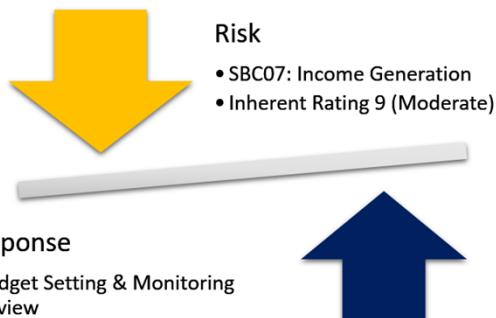 Risk
• SBC07: Income Generation
• Inherent Rating 9 (Moderate)
ponse
dget Setting & Monitoring
view